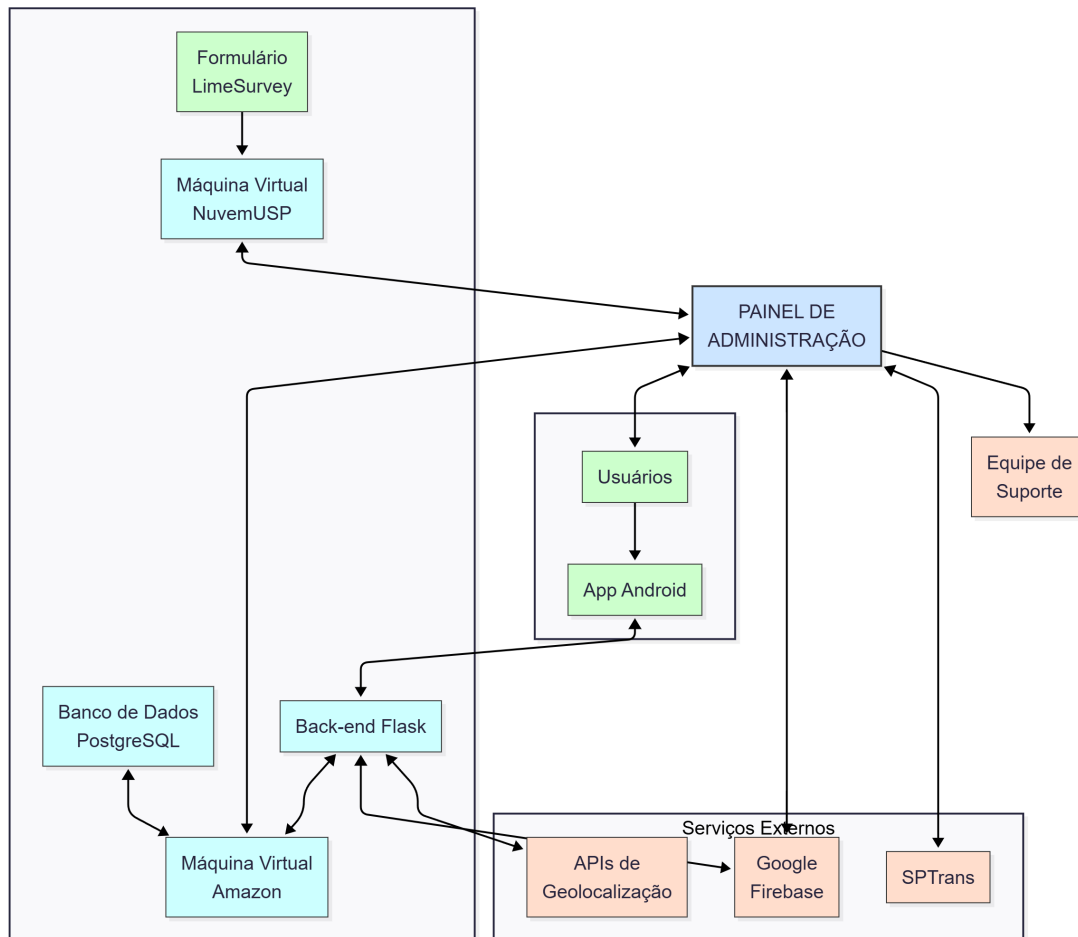 Formulário
LimeSurvey
Máquina Virtual
NuvemUSP
PAINEL DE
ADMINISTRAÇÃO
Usuários
Equipe de
Suporte
App Android
Banco de Dados
PostgreSQL
Back-end Flask
Serviços Externos
Máquina Virtual
Amazon
APIs de
Geolocalização
Google
Firebase
SPTrans